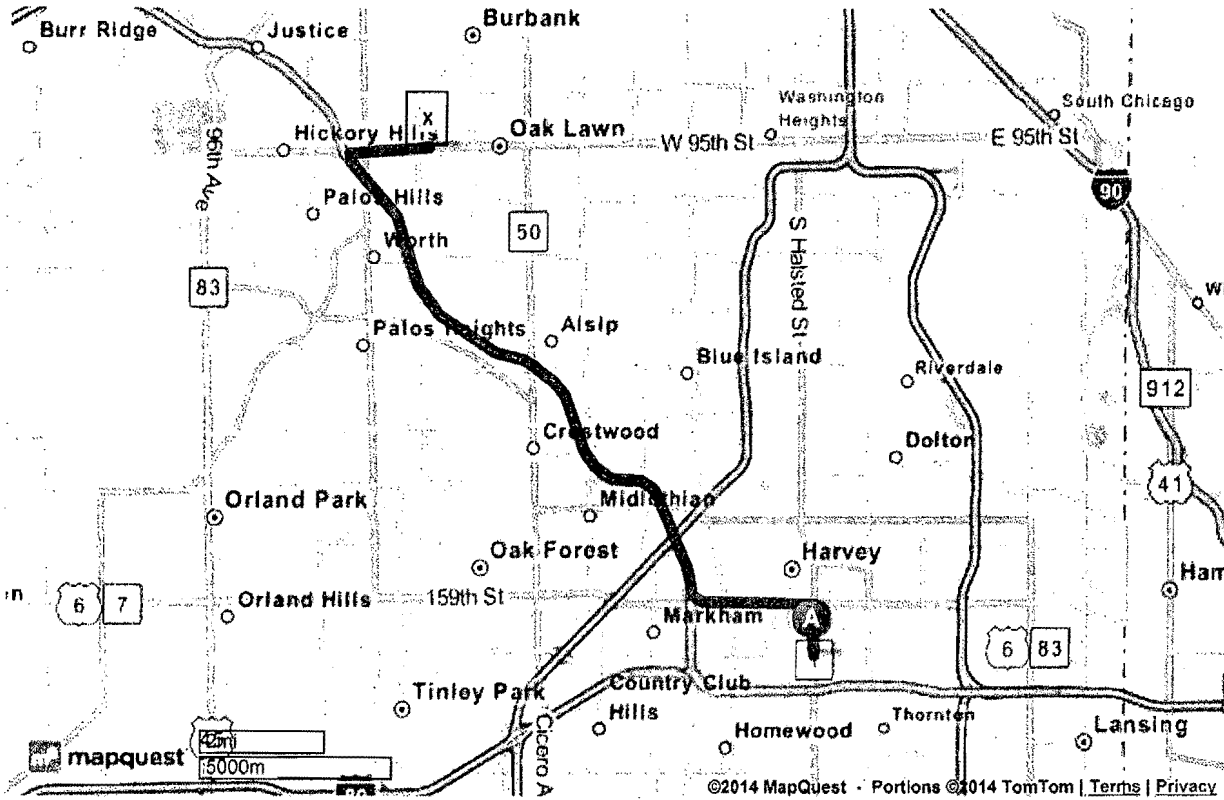 Burr Ridge
Justice
Burbank
Washington
Heights
South Chicago
X
Hickory Hills
Oak Lawn
W 95th St
E 95th St
96th Ave
90
Palos Hills
50
Worth
S Halsted St
83
Palos Heights
Alsip
Blue Island
Riverdale
912
Crestwood
Dolton
41
Orland Park
Midlothian
Oak Forest
Harvey
6
7
Orland Hills
159th St
Markham
A
6
83
Tinley Park
Country Club
Hills
Cicero A
Homewood
Thornton
Lansing
mapquest
5000m
©2014 MapQuest - Portions ©2014 TomTom | Terms | Privacy